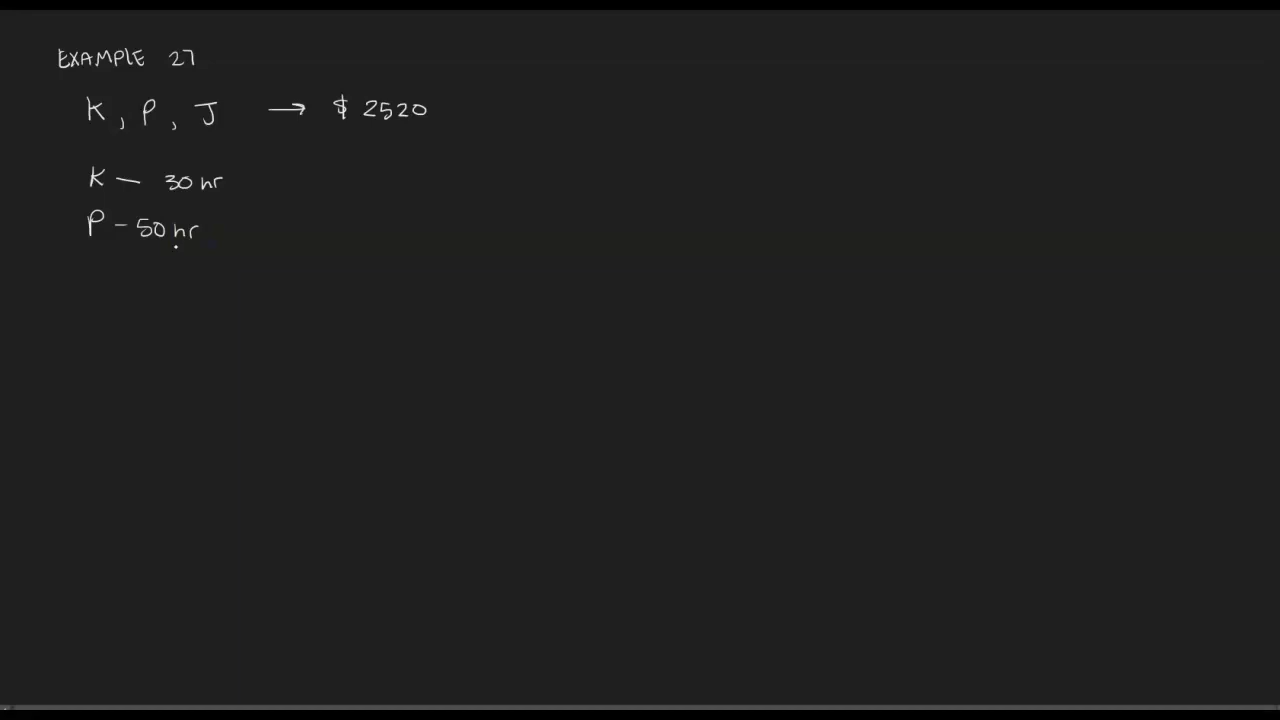 EXAMPLE 27
K, P, J → $ 2520
K — 30 hr
P - 50 hr